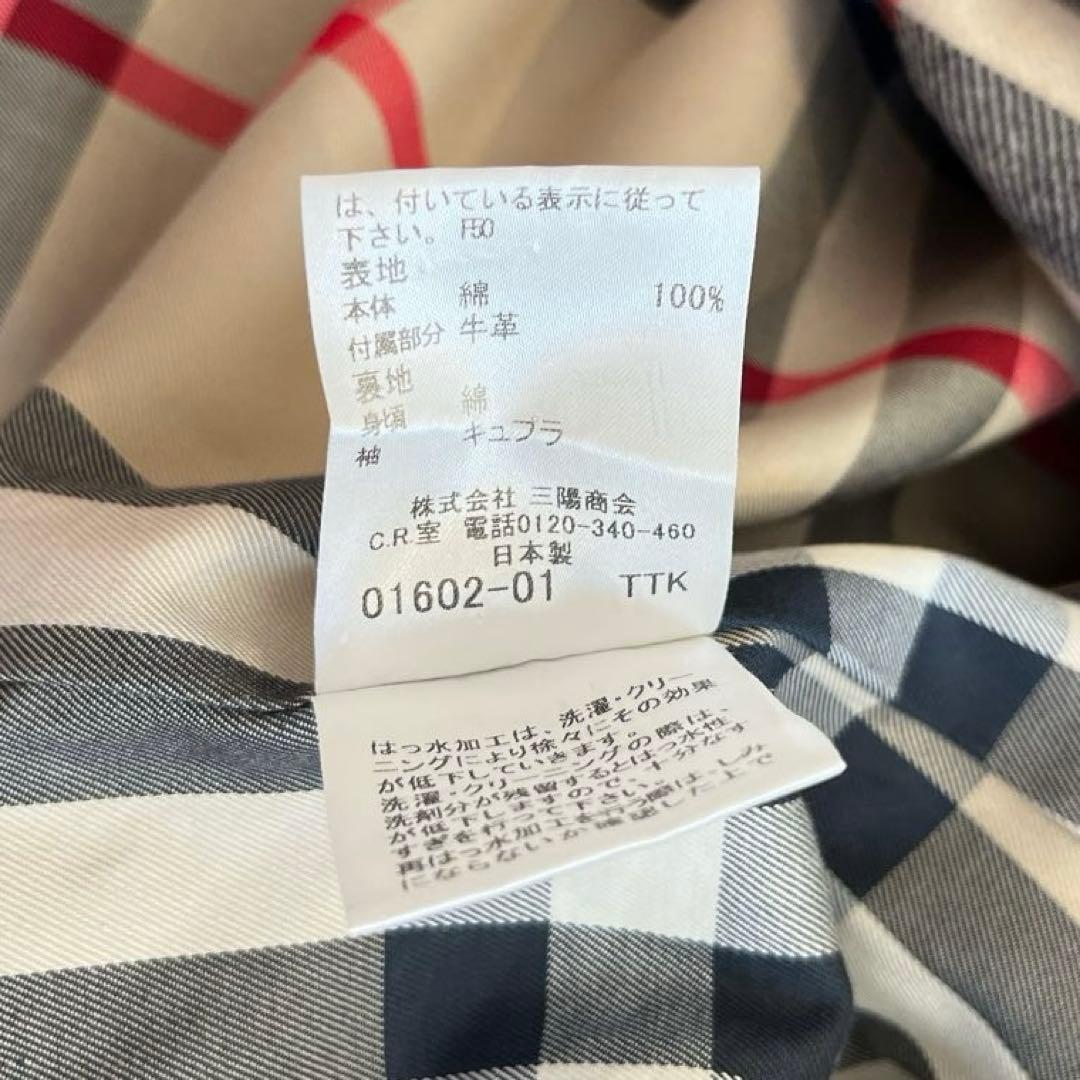 は、付いている表示に従って
下さい。 F50
表地
本体 綿 100%
付属部分 牛革
裏地
身頃 綿
袖 キュプラ
株式会社 三陽商会
C.R.室 電話0120-340-460
日本製
01602-01 TTK
はっ水加工は、洗濯・クリー
ニングにより徐々にその効果
が低下していきます。
洗濯・クリーニングの際は、
洗剤分が残留するとはっ水性
が低下しますので、十分なす
すぎを行って下さい。
再はっ水加工を行う際は、しみ
にならないか確認した上で